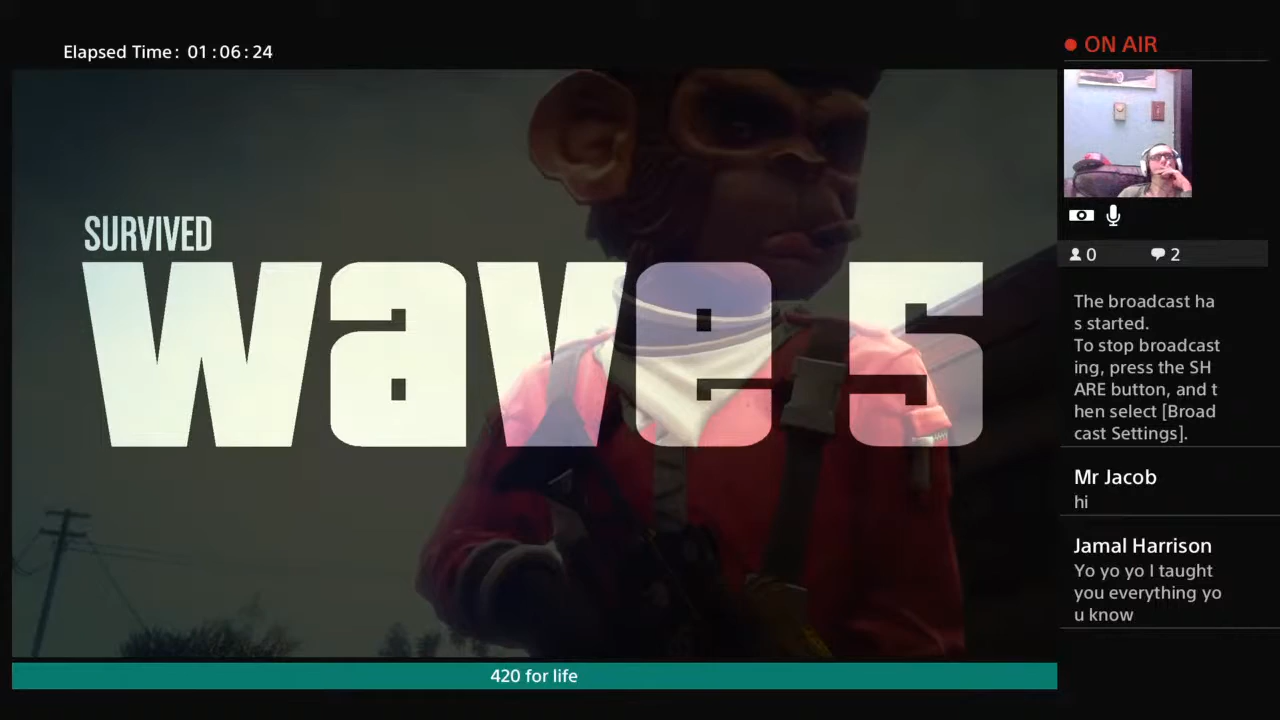 Elapsed Time: 01:06:24
ON AIR
SURVIVED
wave 5
0 2
The broadcast ha
s started.
To stop broadcast
ing, press the SH
ARE button, and t
hen select [Broad
cast Settings].
Mr Jacob
hi
Jamal Harrison
Yo yo yo I taught
you everything yo
u know
420 for life